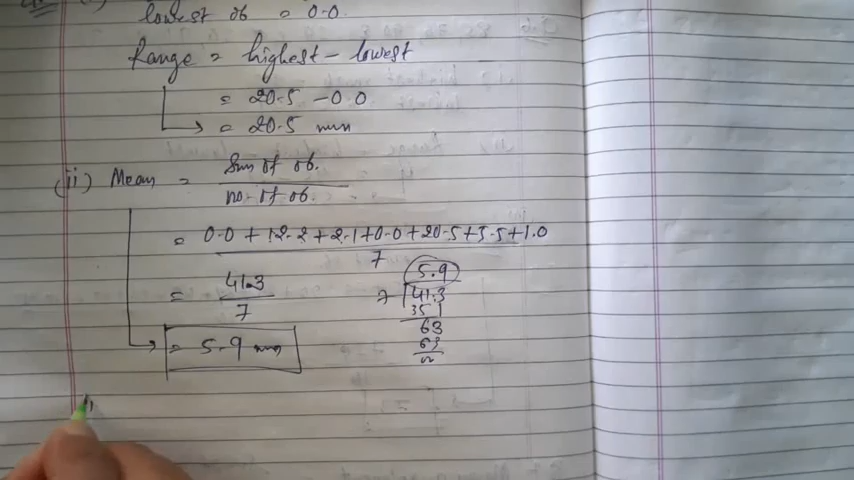 lowest ob = 0.0
Range = highest - lowest
= 20.5 - 0.0
= 20.5 mm
(ii) Mean = Sum of ob.
no. of ob.
= 0.0 + 12.2 + 2.1 + 0.0 + 20.5 + 5.5 + 1.0
7
= 41.3
7
= 5.9 mm
5.9
7 41.3
35
63
63